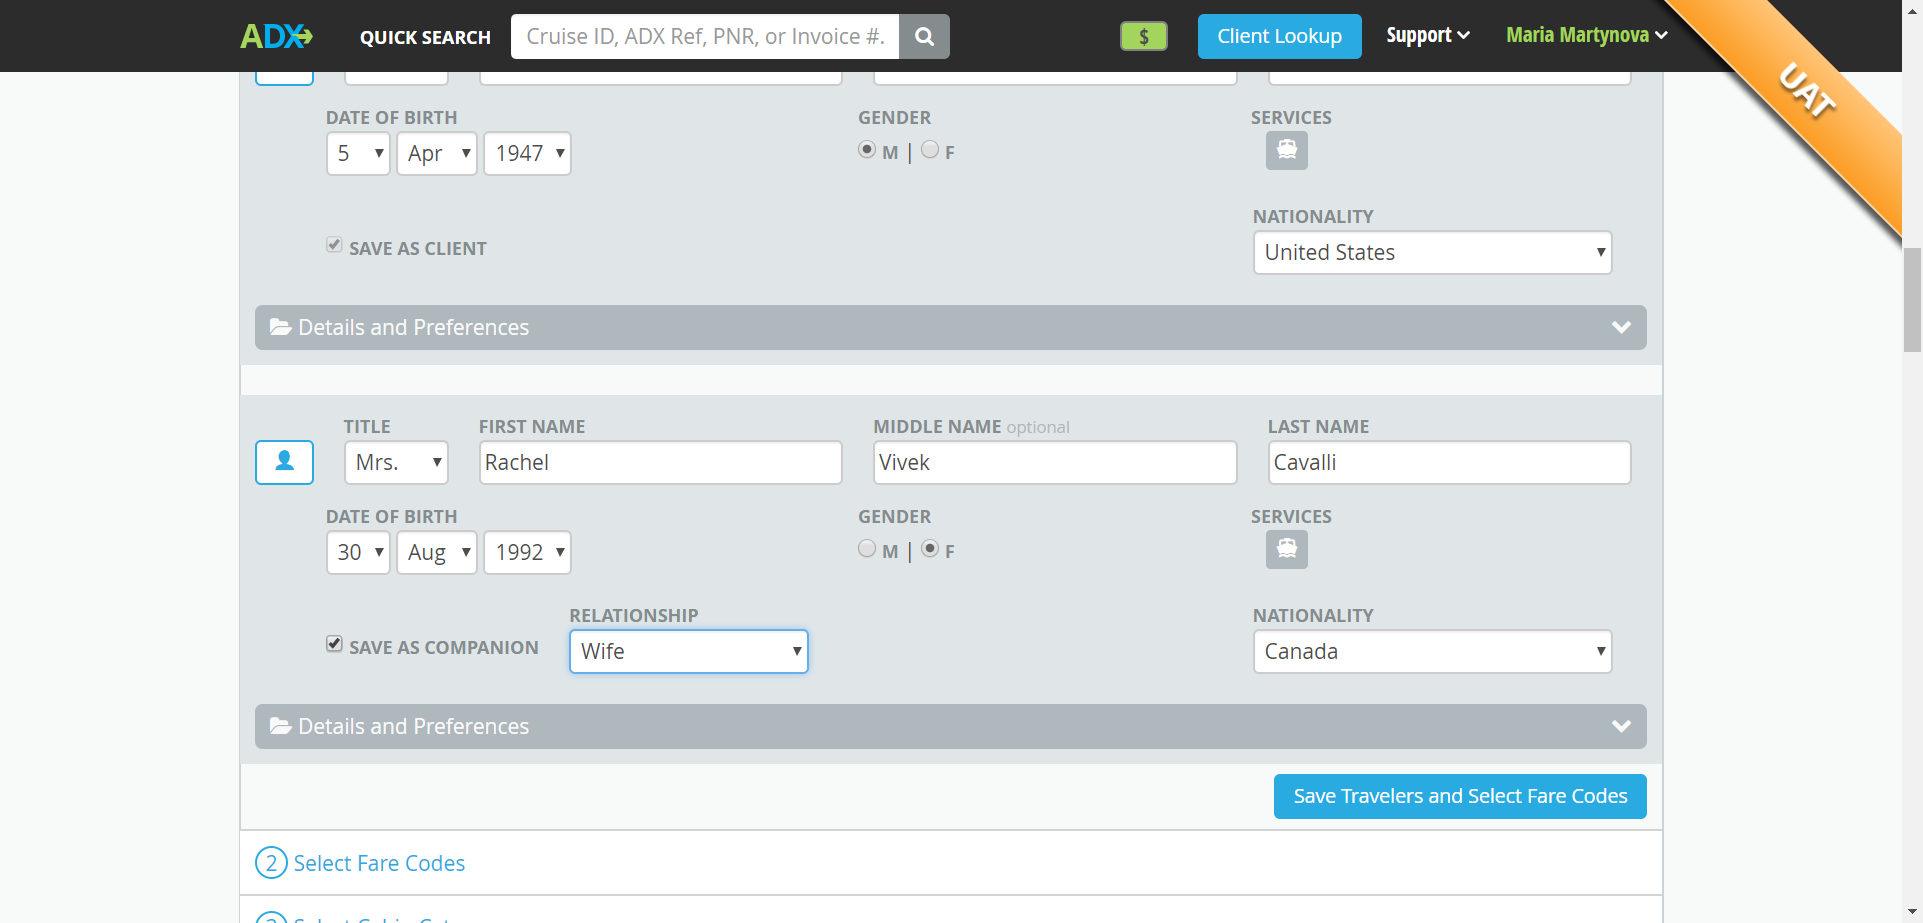 ADX
QUICK SEARCH
Cruise ID, ADX Ref, PNR, or Invoice #.
$
Client Lookup
Support
Maria Martynova
UAT
DATE OF BIRTH
GENDER
SERVICES
5
Apr
1947
M | F
NATIONALITY
SAVE AS CLIENT
United States
Details and Preferences
TITLE
FIRST NAME
MIDDLE NAME optional
LAST NAME
Mrs.
Rachel
Vivek
Cavalli
DATE OF BIRTH
GENDER
SERVICES
30
Aug
1992
M | F
RELATIONSHIP
NATIONALITY
SAVE AS COMPANION
Wife
Canada
Details and Preferences
Save Travelers and Select Fare Codes
2 Select Fare Codes